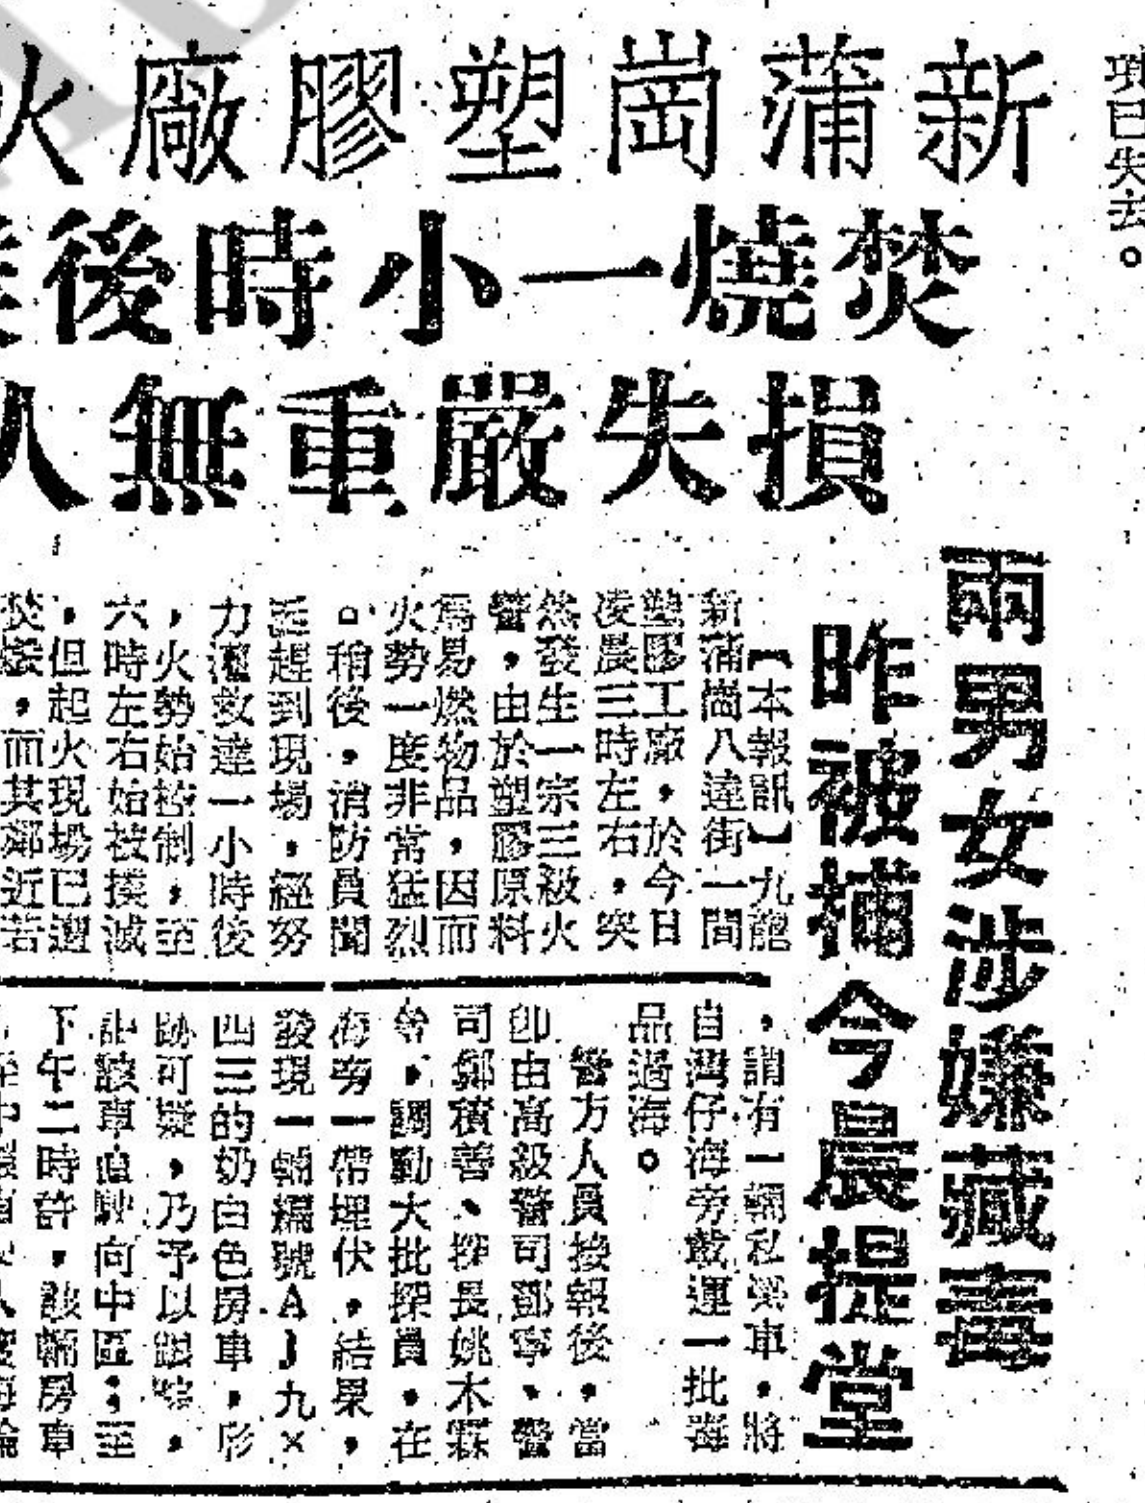 項已失去。
新蒲崗塑膠廠火
焚燒一小時後
損失嚴重無人
【本報訊】九龍
新蒲崗八達街一間
塑膠工廠，於今日
凌晨三時左右，突
然發生一宗三級火
警，由於塑膠原料
爲易燃物品，因而
火勢一度非常猛烈
。稍後，消防員聞
訊趕到現場，經努
力灌救達一小時後
，火勢始控制，至
六時左右始被撲滅
，但起火現場已遭
焚燬，而其鄰近若
兩男女涉嫌藏毒
昨被捕今晨提堂
，謂有一輛私家車，將
自灣仔海旁載運一批毒
品過海。
警方人員接報後，當
卽由高級警司鄧寧、警
司鄭積善、探長姚木霖
等，調動大批探員，在
海旁一帶埋伏，結果，
發現一輛編號AJ九×
四三的奶白色房車，形
跡可疑，乃予以跟踪，
該車直駛向中區；至
下午二時許，該輛房車